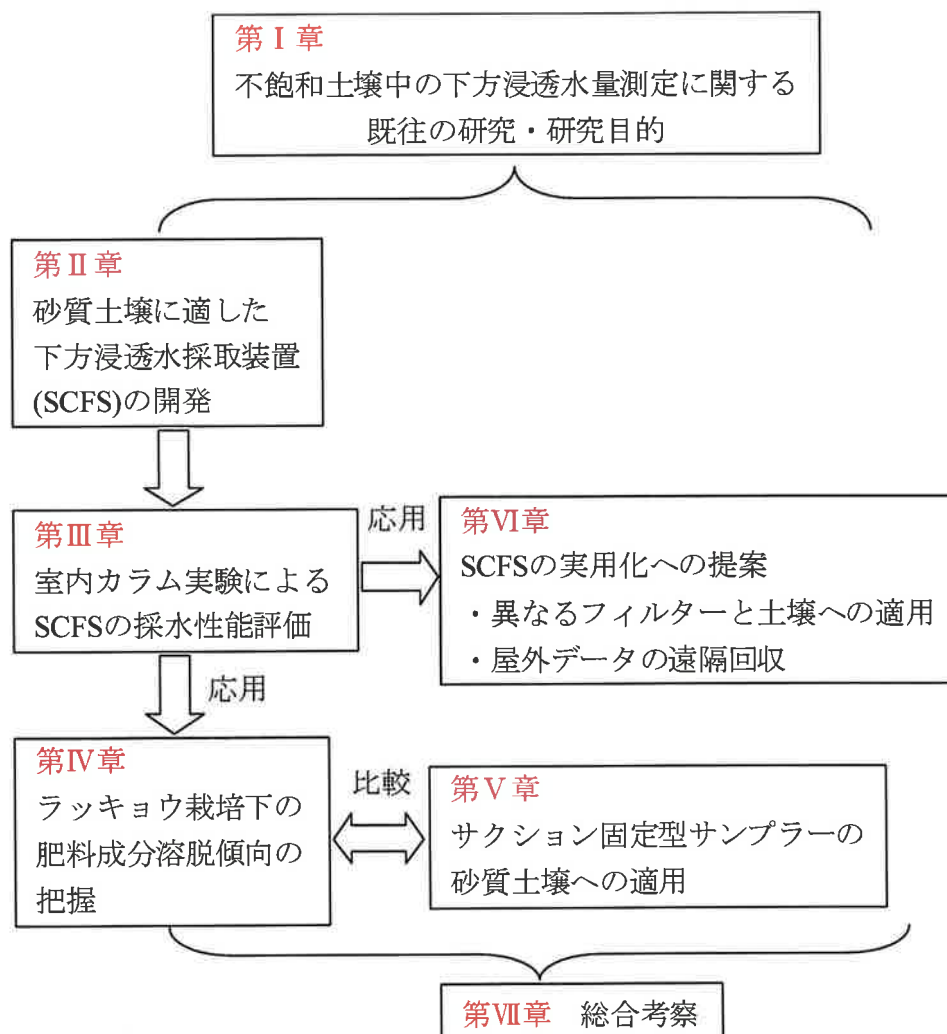 第Ⅰ章
不飽和土壌中の下方浸透水量測定に関する
既往の研究・研究目的
第Ⅱ章
砂質土壌に適した
下方浸透水採取装置
(SCFS)の開発
第Ⅲ章
室内カラム実験による
SCFSの採水性能評価
応用
第Ⅵ章
SCFSの実用化への提案
・異なるフィルターと土壌への適用
・屋外データの遠隔回収
応用
第Ⅳ章
ラッキョウ栽培下の
肥料成分溶脱傾向の
把握
比較
第Ⅴ章
サクション固定型サンプラーの
砂質土壌への適用
第Ⅶ章 総合考察